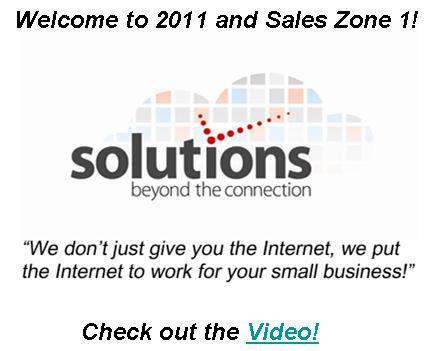 Welcome to 2011 and Sales Zone 1!
solutions
beyond the connection
“We don’t just give you the Internet, we put
the Internet to work for your small business!”
Check out the Video!